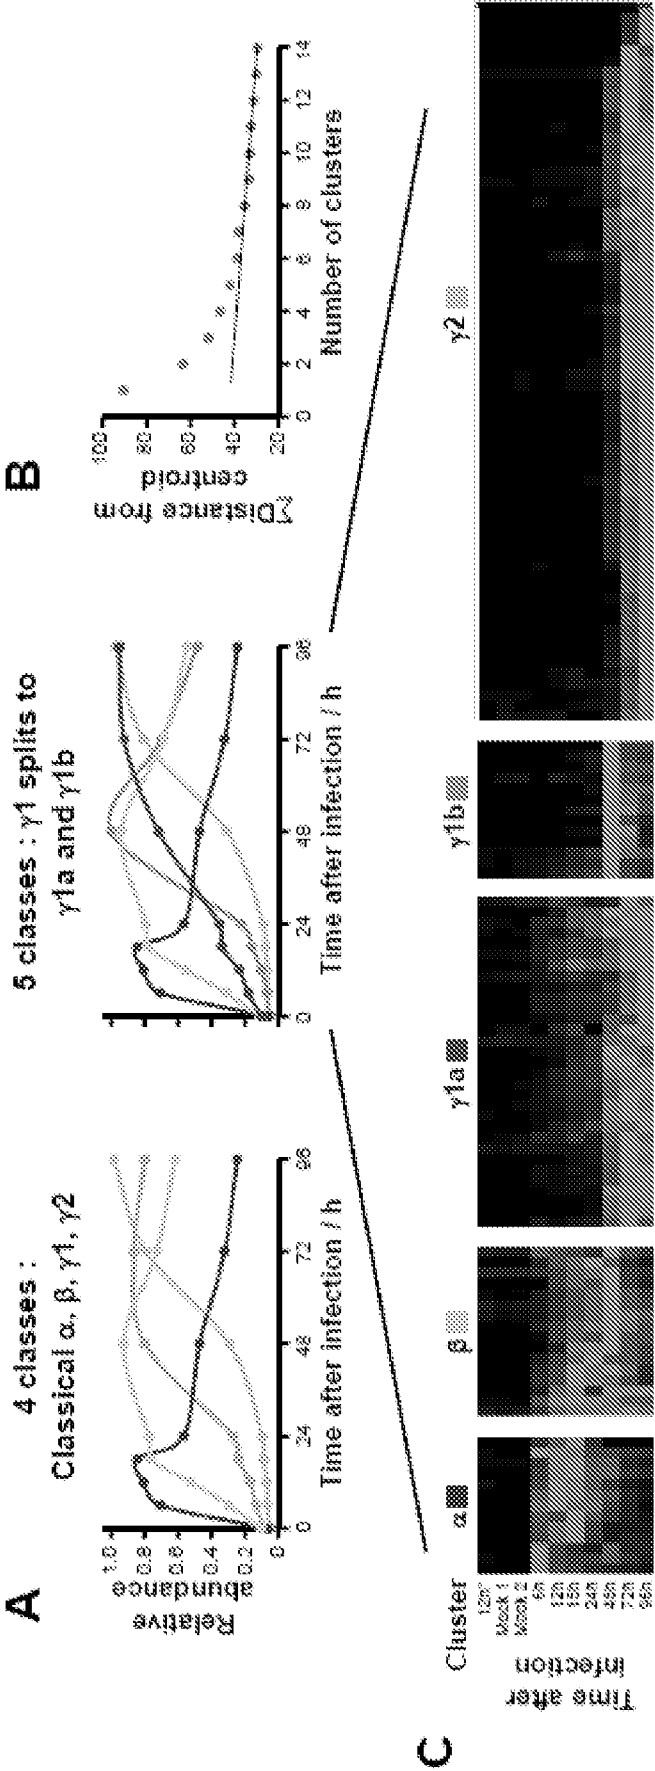 A
4 classes :
Classical α, β, γ1, γ2
Relative
abundance
1.0
0.8
0.6
0.4
0.2
0
0 24 48 72 96
Time after infection / h
5 classes : γ1 splits to
γ1a and γ1b
0 24 48 72 96
Time after infection / h
B
∑Distance from
centroid
100
80
60
40
20
0 2 4 6 8 10 12 14
Number of clusters
C
Cluster α β γ1a γ1b γ2
Time after
infection
12h*
Mock 1
Mock 2
6h
12h
18h
24h
48h
72h
96h